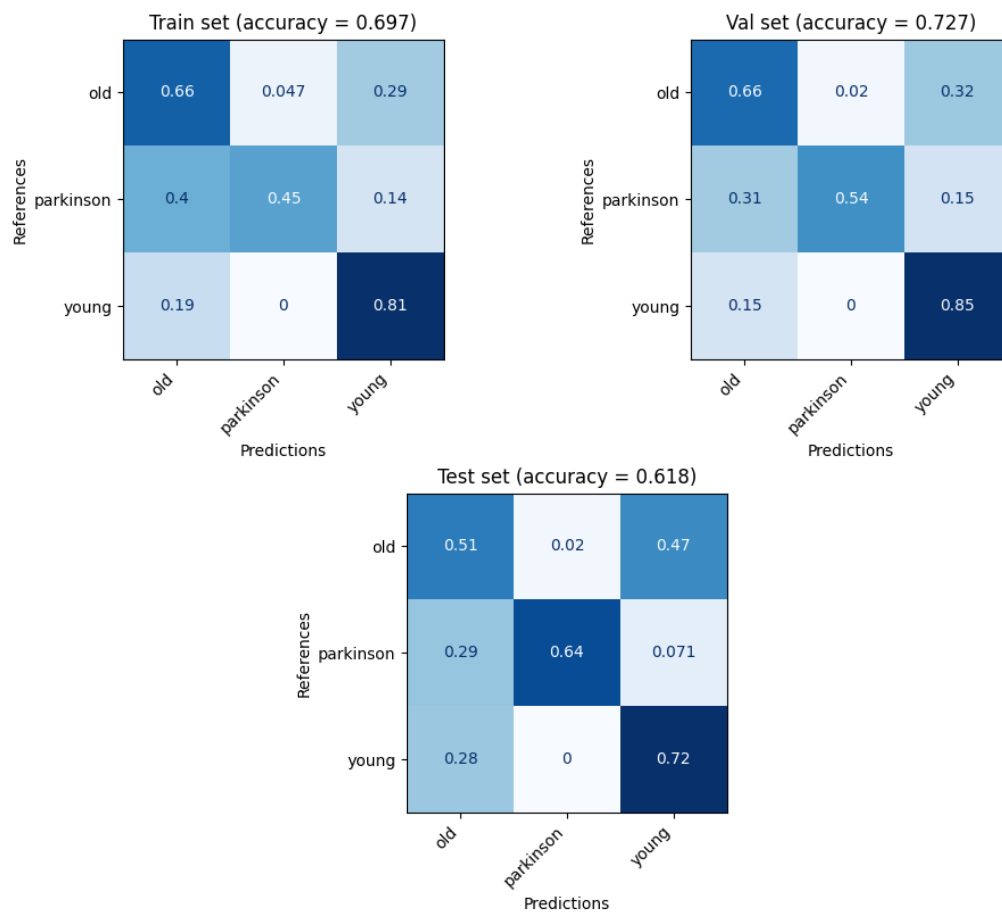 Train set (accuracy = 0.697)
References
old
0.66 0.047 0.29
parkinson
0.4 0.45 0.14
young
0.19 0 0.81
old parkinson young
Predictions
Val set (accuracy = 0.727)
References
old
0.66 0.02 0.32
parkinson
0.31 0.54 0.15
young
0.15 0 0.85
old parkinson young
Predictions
Test set (accuracy = 0.618)
References
old
0.51 0.02 0.47
parkinson
0.29 0.64 0.071
young
0.28 0 0.72
old parkinson young
Predictions